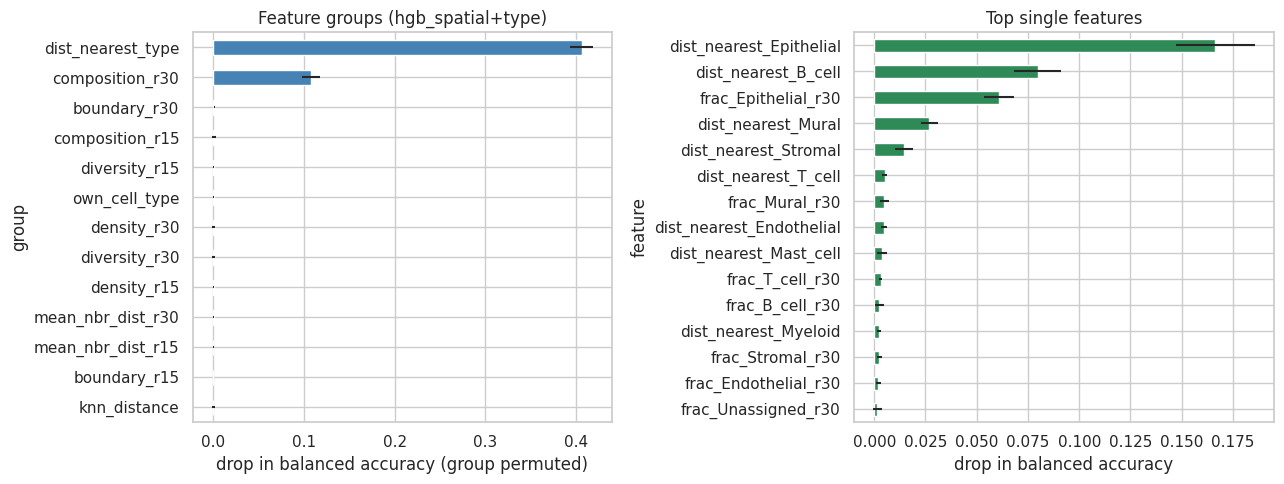 Feature groups (hgb_spatial+type)
dist_nearest_type
composition_r30
boundary_r30
composition_r15
diversity_r15
own_cell_type
density_r30
diversity_r30
density_r15
mean_nbr_dist_r30
mean_nbr_dist_r15
boundary_r15
knn_distance
group
0.0 0.1 0.2 0.3 0.4
drop in balanced accuracy (group permuted)
Top single features
dist_nearest_Epithelial
dist_nearest_B_cell
frac_Epithelial_r30
dist_nearest_Mural
dist_nearest_Stromal
dist_nearest_T_cell
frac_Mural_r30
dist_nearest_Endothelial
dist_nearest_Mast_cell
frac_T_cell_r30
frac_B_cell_r30
dist_nearest_Myeloid
frac_Stromal_r30
frac_Endothelial_r30
frac_Unassigned_r30
feature
0.000 0.025 0.050 0.075 0.100 0.125 0.150 0.175
drop in balanced accuracy